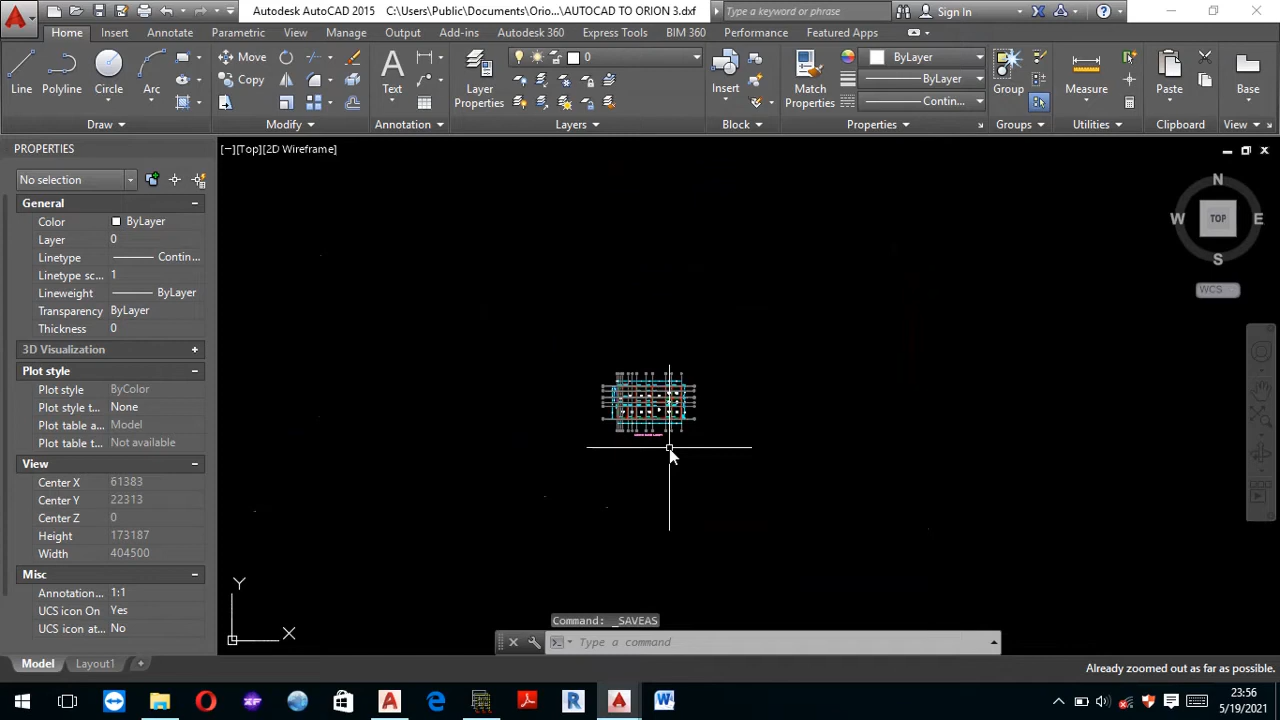 Autodesk AutoCAD 2015 C:\Users\Public\Documents\Orio...\AUTOCAD TO ORION 3.dxf Type a keyword or phrase Sign In
Home Insert Annotate Parametric View Manage Output Add-ins Autodesk 360 Express Tools BIM 360 Performance Featured Apps
Line Polyline Circle Arc
Move
Copy
Text
Layer Properties
0
Insert
Match Properties
ByLayer
ByLayer
Contin...
Group
Measure
Paste
Base
Draw Modify Annotation Layers Block Properties Groups Utilities Clipboard View
PROPERTIES
[−][Top][2D Wireframe]
No selection
General
Color ByLayer
Layer 0
Linetype Contin...
Linetype sc... 1
Lineweight ByLayer
Transparency ByLayer
Thickness 0
3D Visualization
Plot style
Plot style ByColor
Plot style t... None
Plot table a... Model
Plot table t... Not available
View
Center X 61383
Center Y 22313
Center Z 0
Height 173187
Width 404500
Misc
Annotation... 1:1
UCS icon On Yes
UCS icon at... No
N
W TOP E
S
WCS
Y
X
Command: _SAVEAS
Type a command
Model Layout1
Already zoomed out as far as possible.
23:56
5/19/2021